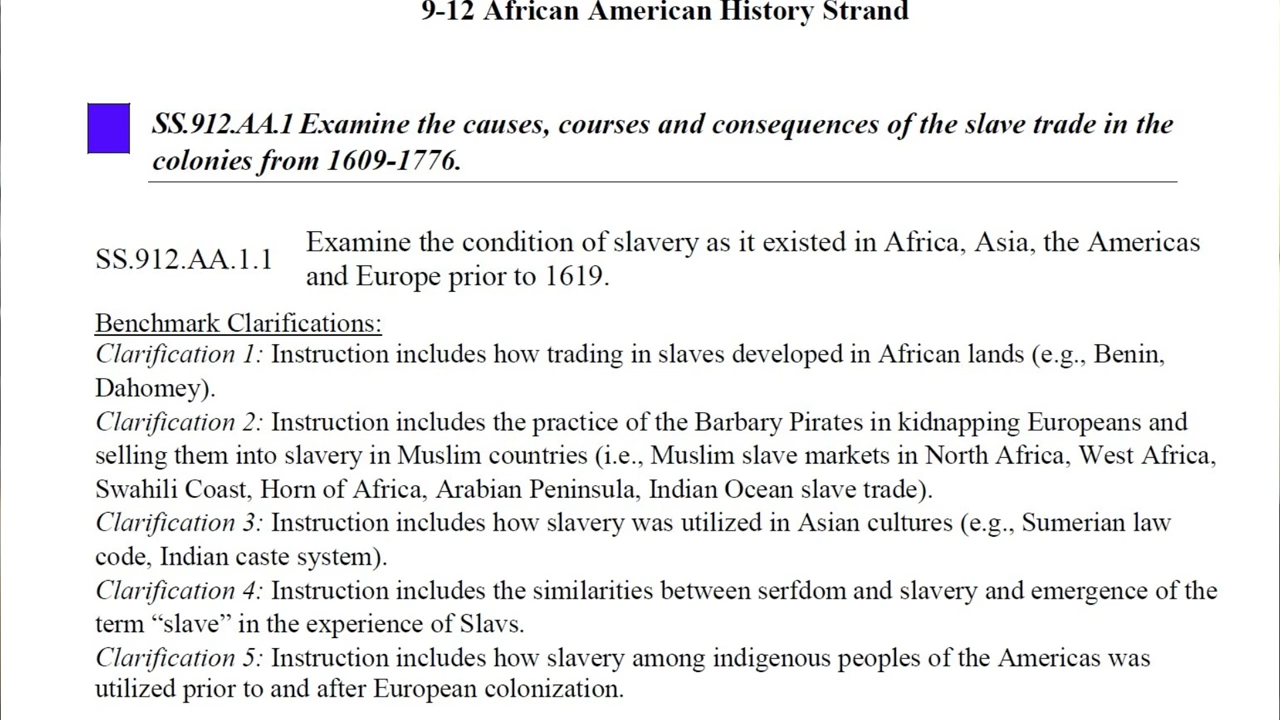 9-12 African American History Strand
SS.912.AA.1 Examine the causes, courses and consequences of the slave trade in the
colonies from 1609-1776.
SS.912.AA.1.1
Examine the condition of slavery as it existed in Africa, Asia, the Americas
and Europe prior to 1619.
Benchmark Clarifications:
Clarification 1: Instruction includes how trading in slaves developed in African lands (e.g., Benin,
Dahomey).
Clarification 2: Instruction includes the practice of the Barbary Pirates in kidnapping Europeans and
selling them into slavery in Muslim countries (i.e., Muslim slave markets in North Africa, West Africa,
Swahili Coast, Horn of Africa, Arabian Peninsula, Indian Ocean slave trade).
Clarification 3: Instruction includes how slavery was utilized in Asian cultures (e.g., Sumerian law
code, Indian caste system).
Clarification 4: Instruction includes the similarities between serfdom and slavery and emergence of the
term “slave” in the experience of Slavs.
Clarification 5: Instruction includes how slavery among indigenous peoples of the Americas was
utilized prior to and after European colonization.